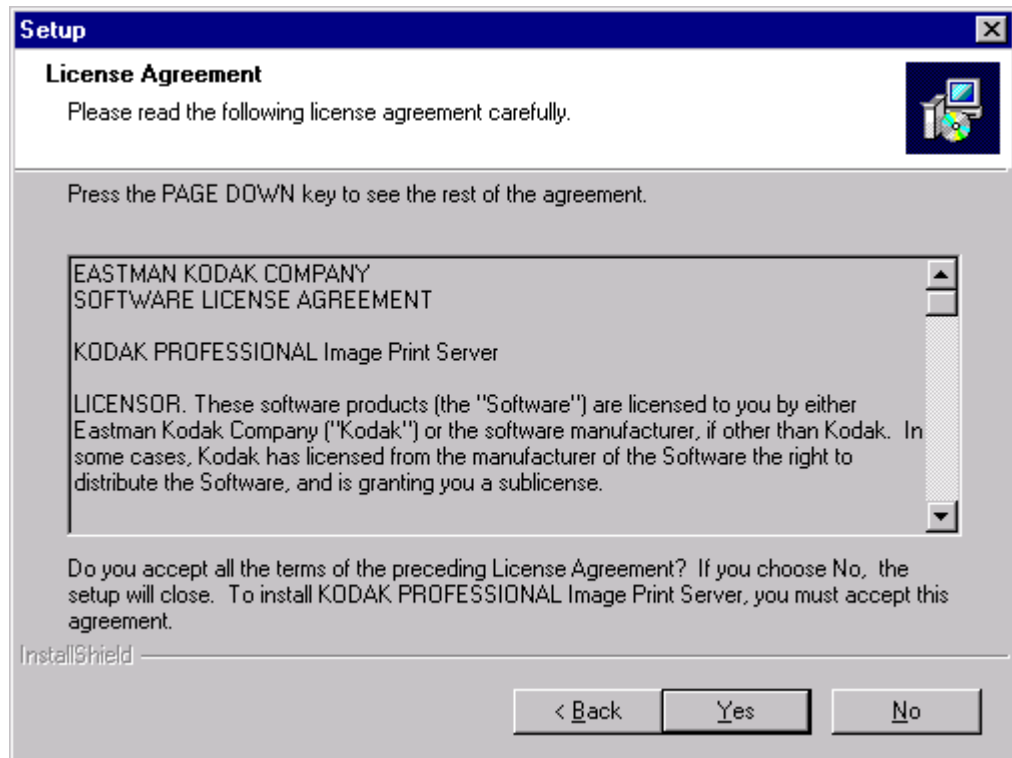 Setup
License Agreement
Please read the following license agreement carefully.
Press the PAGE DOWN key to see the rest of the agreement.
EASTMAN KODAK COMPANY
SOFTWARE LICENSE AGREEMENT
KODAK PROFESSIONAL Image Print Server
LICENSOR. These software products (the "Software") are licensed to you by either
Eastman Kodak Company ("Kodak") or the software manufacturer, if other than Kodak.  In
some cases, Kodak has licensed from the manufacturer of the Software the right to
distribute the Software, and is granting you a sublicense.
Do you accept all the terms of the preceding License Agreement?  If you choose No,  the
setup will close.  To install KODAK PROFESSIONAL Image Print Server, you must accept this
agreement.
InstallShield
< Back
Yes
No